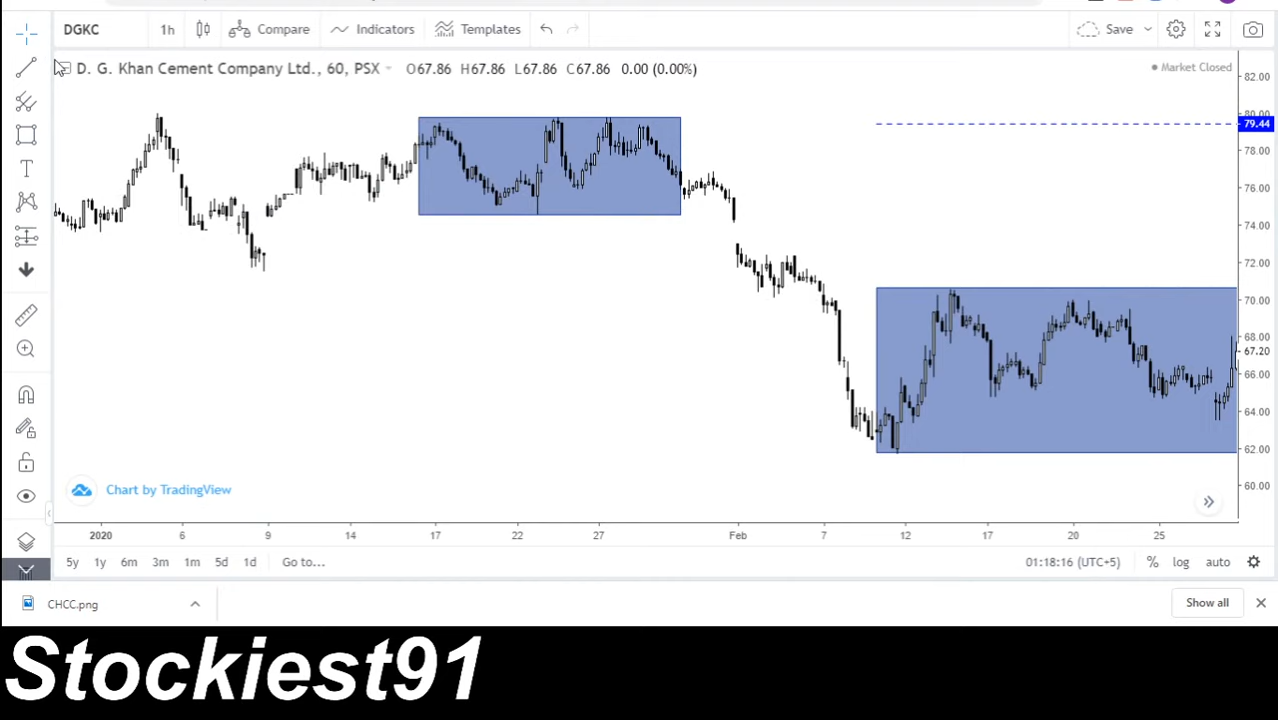 DGKC 1h Compare Indicators Templates Save
D. G. Khan Cement Company Ltd., 60, PSX O67.86 H67.86 L67.86 C67.86 0.00 (0.00%) Market Closed
82.00
80.00
79.44
78.00
76.00
74.00
72.00
70.00
68.00
67.20
66.00
64.00
62.00
60.00
Chart by TradingView
2020 6 9 14 17 22 27 Feb 7 12 17 20 25
5y 1y 6m 3m 1m 5d 1d Go to... 01:18:16 (UTC+5) % log auto
CHCC.png Show all
Stockiest91